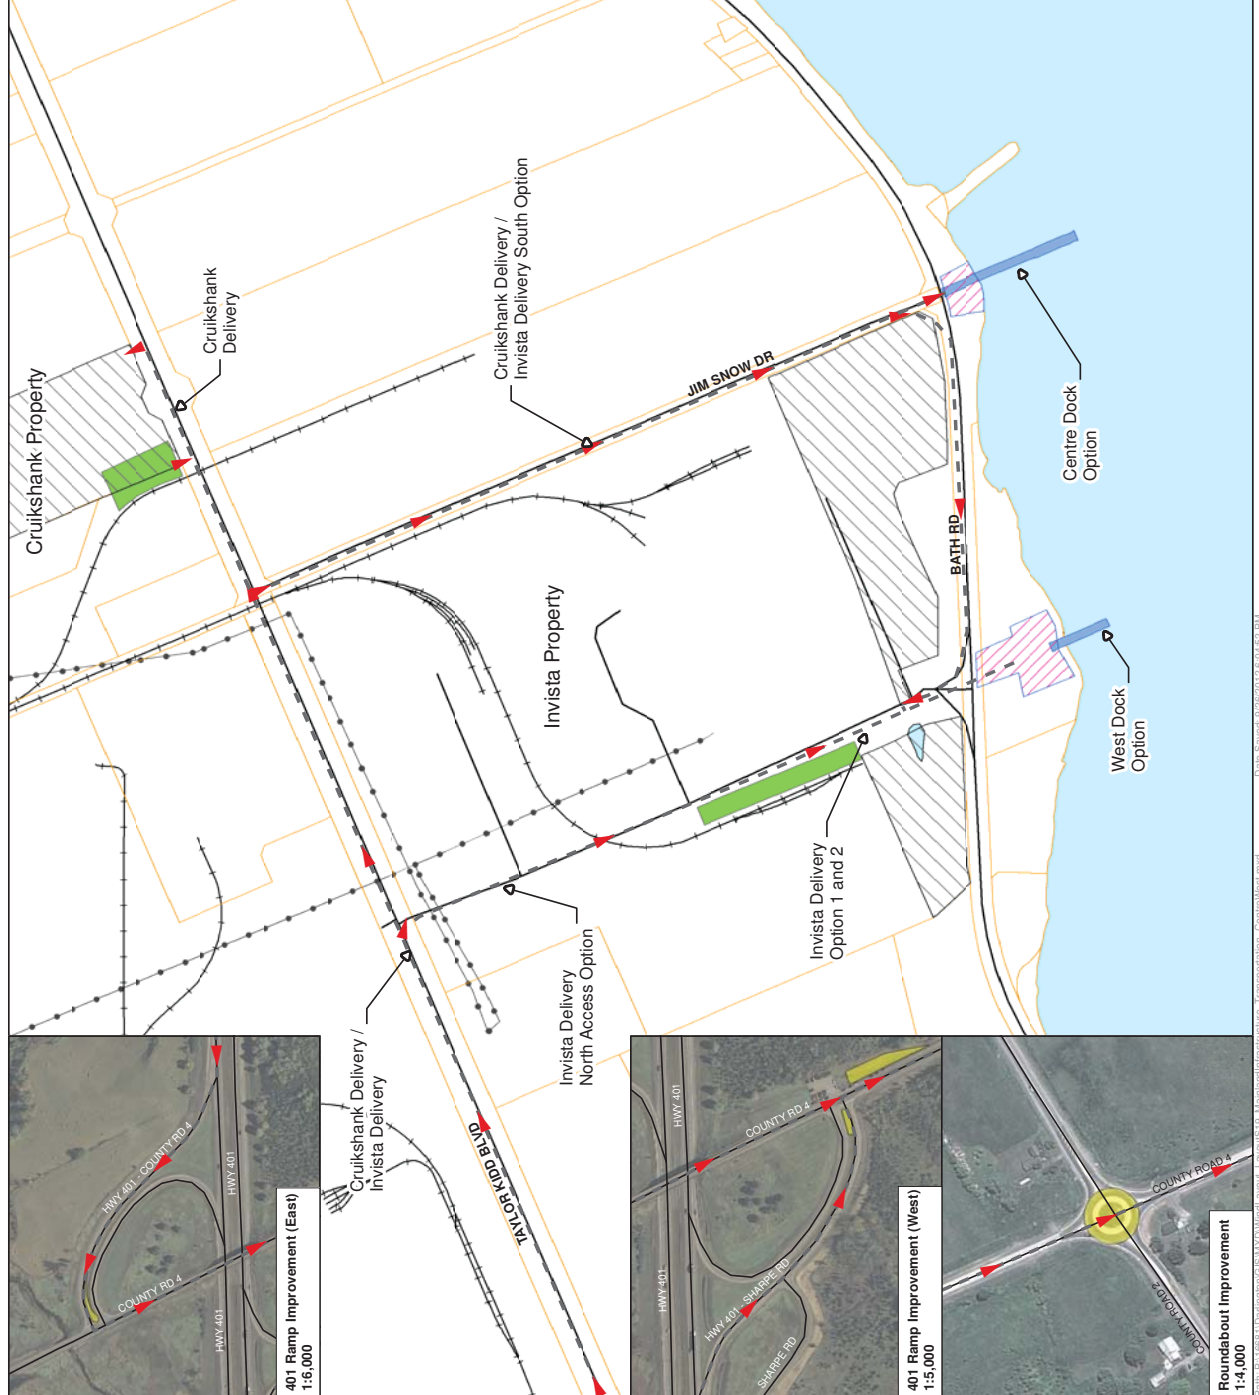 Cruikshank Property
Cruikshank
Delivery
Cruikshank Delivery /
Invista Delivery South Option
JIM SNOW DR
Invista Property
BATH RD
Centre Dock
Option
West Dock
Option
Invista Delivery
Option 1 and 2
Invista Delivery
North Access Option
Cruikshank Delivery /
Invista Delivery
TAYLOR KIDD BLVD
HWY 401 - COUNTY RD 4
HWY 401
COUNTY RD 4
HWY 401
401 Ramp Improvement (East)
1:6,000
HWY 401
COUNTY RD 4
HWY 401
HWY 401 - SHARPE RD
SHARPE RD
401 Ramp Improvement (West)
1:5,000
COUNTY ROAD 4
COUNTY ROAD 2
Roundabout Improvement
1:4,000